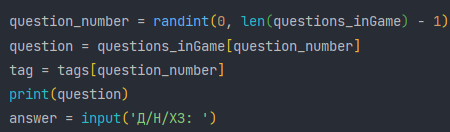 question_number = randint(0, len(questions_inGame) - 1)
question = questions_inGame[question_number]
tag = tags[question_number]
print(question)
answer = input('Д/Н/ХЗ: ')